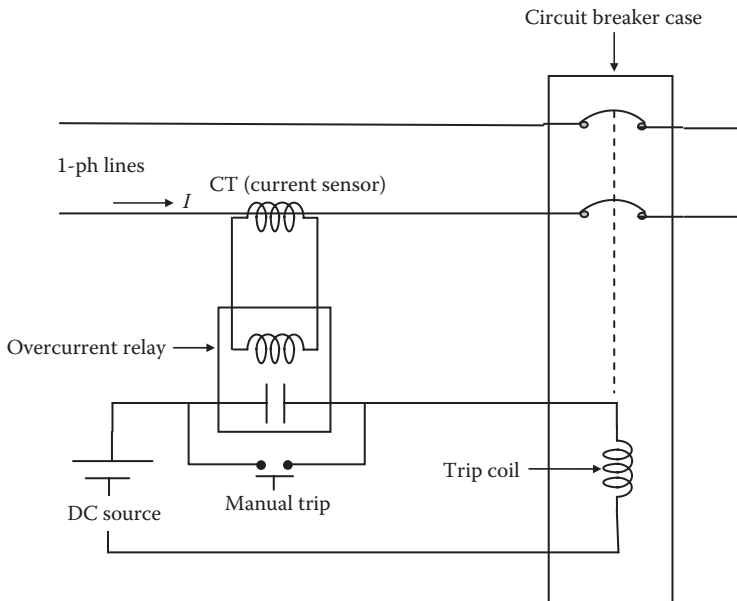 Circuit breaker case
1-ph lines
I
CT (current sensor)
Overcurrent relay
Trip coil
Manual trip
DC source